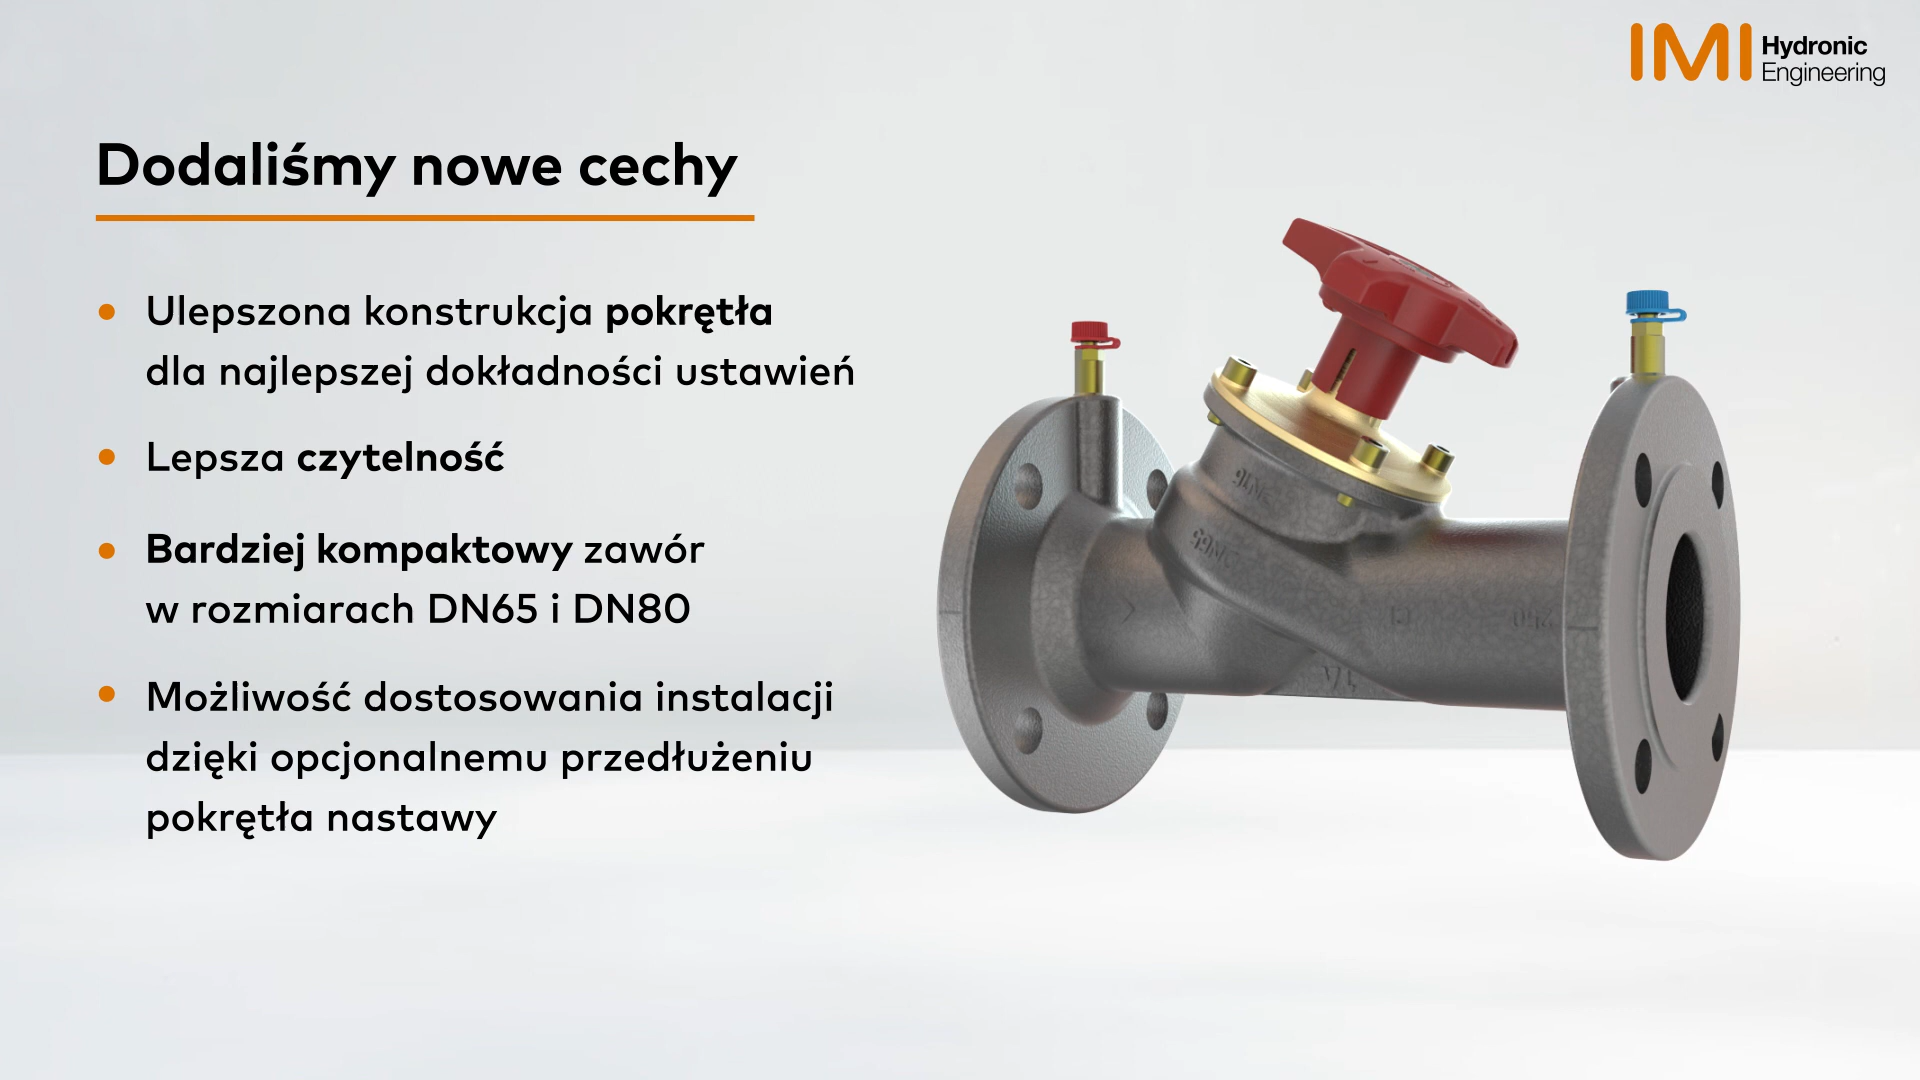 IMI Hydronic
Engineering
Dodaliśmy nowe cechy
Ulepszona konstrukcja pokrętła
dla najlepszej dokładności ustawień
Lepsza czytelność
Bardziej kompaktowy zawór
w rozmiarach DN65 i DN80
Możliwość dostosowania instalacji
dzięki opcjonalnemu przedłużeniu
pokrętła nastawy
DN65